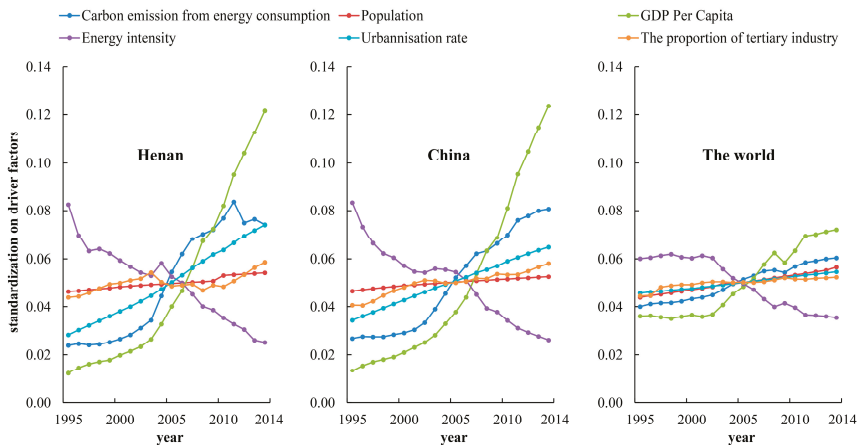 Carbon emission from energy consumption Population GDP Per Capita
Energy intensity Urbannisation rate The proportion of tertiary industry
standardization on driver factors
0.14
0.12
0.10
0.08
0.06
0.04
0.02
0.00
Henan
1995 2000 2005 2010 2014
year
0.14
0.12
0.10
0.08
0.06
0.04
0.02
0.00
China
1995 2000 2005 2010 2014
year
0.14
0.12
0.10
0.08
0.06
0.04
0.02
0.00
The world
1995 2000 2005 2010 2014
year